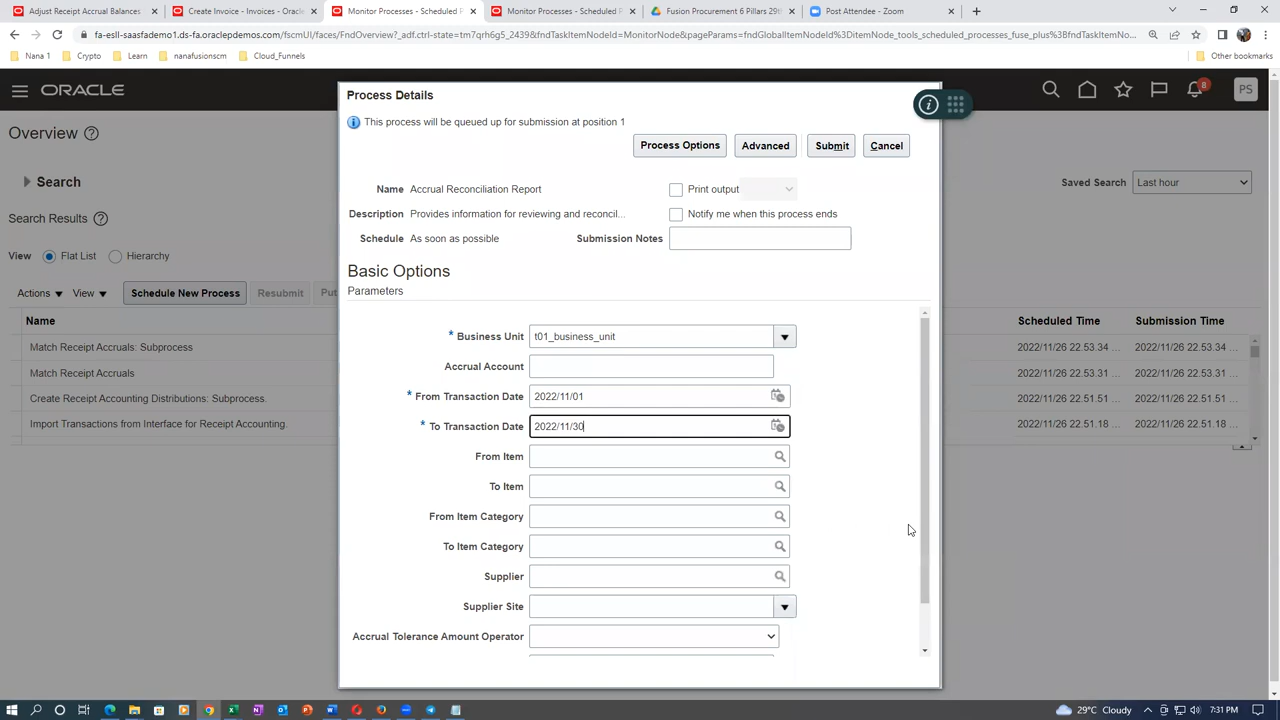 Adjust Receipt Accrual Balances
Create Invoice - Invoices - Oracle
Monitor Processes - Scheduled P
Monitor Processes - Scheduled P
Fusion Procurement 6 Pillars 29th
Post Attendee - Zoom
fa-esll-saasfademo1.ds-fa.oraclepdemos.com/fscmUI/faces/FndOverview?_adf.ctrl-state=tm7qrh6g5_2439&fndTaskItemNodeId=MonitorNode&pageParams=fndGlobalItemNodeId%3DitemNode_tools_scheduled_processes_fuse_plus%3BfndTaskItemNo...
Nana 1
Crypto
Learn
nanafusionscm
Cloud_Funnels
Other bookmarks
ORACLE
8
PS
Overview
Search
Saved Search
Last hour
Search Results
View
Flat List
Hierarchy
Actions
View
Schedule New Process
Resubmit
Put
Name
Scheduled Time
Submission Time
Match Receipt Accruals: Subprocess
2022/11/26 22.53.34 ...
2022/11/26 22.53.34 ...
Match Receipt Accruals
2022/11/26 22.53.31 ...
2022/11/26 22.53.31 ...
Create Receipt Accounting Distributions: Subprocess.
2022/11/26 22.51.51 ...
2022/11/26 22.51.51 ...
Import Transactions from Interface for Receipt Accounting.
2022/11/26 22.51.18 ...
2022/11/26 22.51.18 ...
Process Details
This process will be queued up for submission at position 1
Process Options
Advanced
Submit
Cancel
Name Accrual Reconciliation Report
Print output
Description Provides information for reviewing and reconcil...
Notify me when this process ends
Schedule As soon as possible
Submission Notes
Basic Options
Parameters
* Business Unit t01_business_unit
Accrual Account
* From Transaction Date 2022/11/01
* To Transaction Date 2022/11/30
From Item
To Item
From Item Category
To Item Category
Supplier
Supplier Site
Accrual Tolerance Amount Operator
29°C Cloudy
7:31 PM